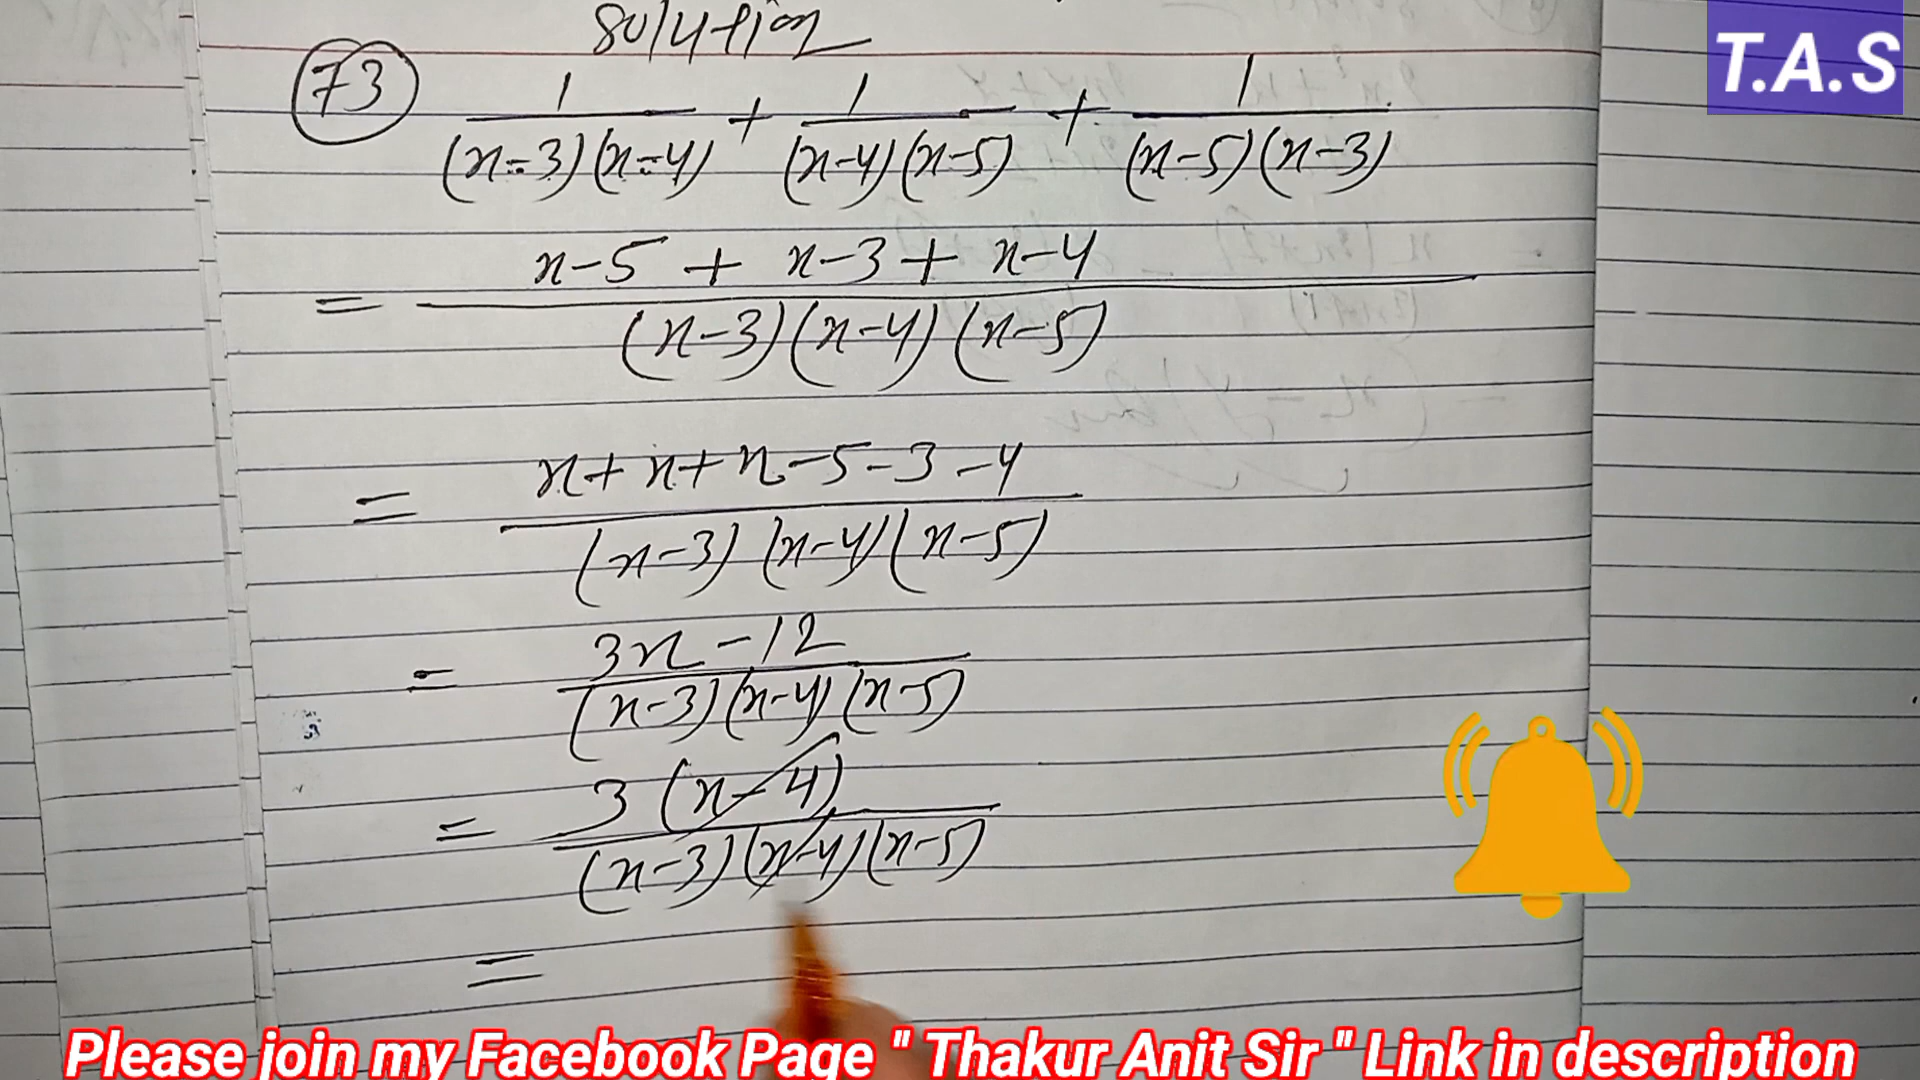 solution
T.A.S
73
1/((x-3)(x-4)) + 1/((x-4)(x-5)) + 1/((x-5)(x-3))
= (x-5 + x-3 + x-4)/((x-3)(x-4)(x-5))
= (x+x+x-5-3-4)/((x-3)(x-4)(x-5))
= (3x-12)/((x-3)(x-4)(x-5))
= 3(x-4)/((x-3)(x-4)(x-5))
=
Please join my Facebook Page " Thakur Anit Sir " Link in description